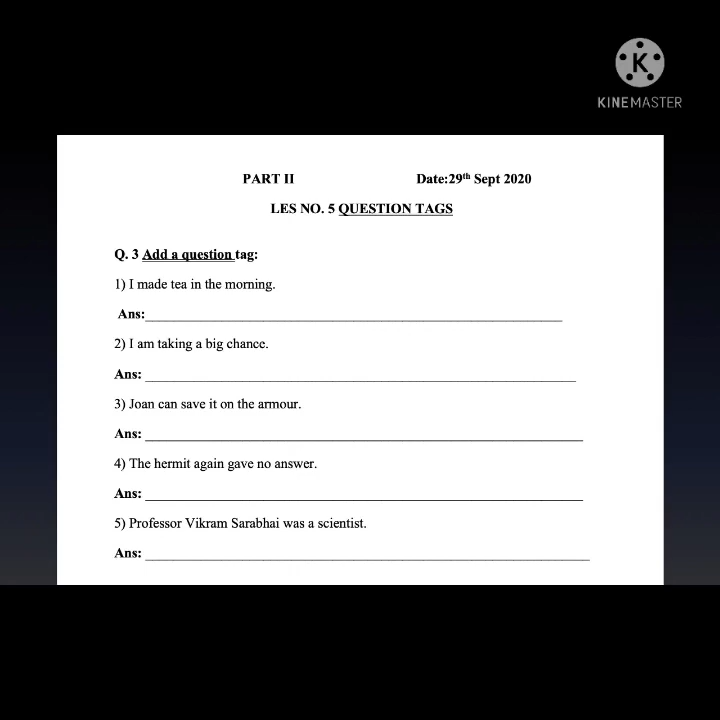 K
KINEMASTER
PART II Date:29th Sept 2020
LES NO. 5 QUESTION TAGS
Q. 3 Add a question tag:
1) I made tea in the morning.
Ans:
2) I am taking a big chance.
Ans:
3) Joan can save it on the armour.
Ans:
4) The hermit again gave no answer.
Ans:
5) Professor Vikram Sarabhai was a scientist.
Ans: